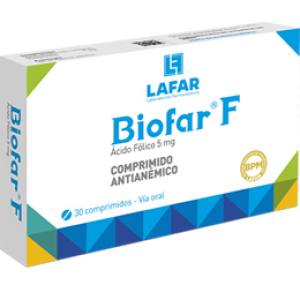 LAFAR
Laboratorios Farmacéuticos
Biofar® F
Ácido Fólico 5 mg
COMPRIMIDO
ANTIANÉMICO
BPM
30 comprimidos - Vía oral
Biofar® F